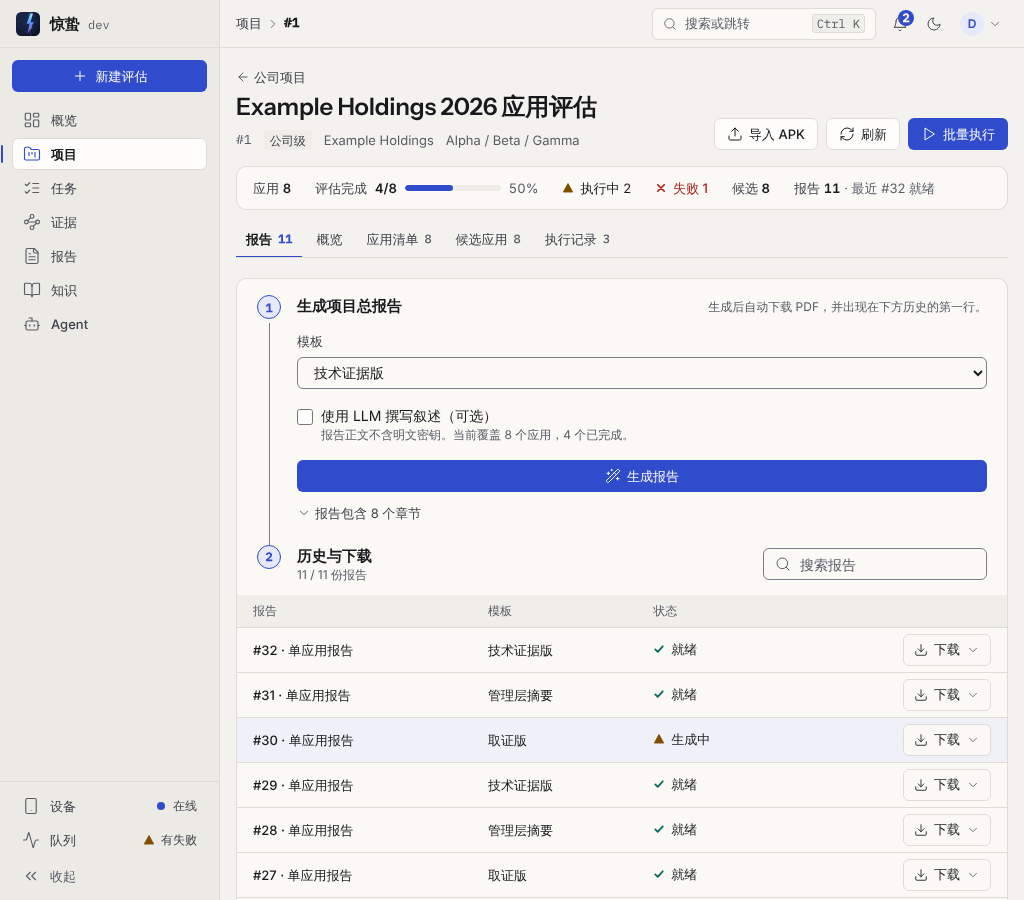 惊蛰 dev
项目 > #1
搜索或跳转 Ctrl K
2
D
新建评估
概览
项目
任务
证据
报告
知识
Agent
设备 在线
队列 有失败
收起
公司项目
Example Holdings 2026 应用评估
#1 公司级 Example Holdings Alpha / Beta / Gamma
导入 APK 刷新 批量执行
应用 8 评估完成 4/8 50% 执行中 2 失败 1 候选 8 报告 11 · 最近 #32 就绪
报告 11 概览 应用清单 8 候选应用 8 执行记录 3
1 生成项目总报告 生成后自动下载 PDF，并出现在下方历史的第一行。
模板
技术证据版
使用 LLM 撰写叙述（可选）
报告正文不含明文密钥。当前覆盖 8 个应用，4 个已完成。
生成报告
报告包含 8 个章节
2 历史与下载
11 / 11 份报告
搜索报告
报告 模板 状态
#32 · 单应用报告 技术证据版 就绪 下载
#31 · 单应用报告 管理层摘要 就绪 下载
#30 · 单应用报告 取证版 生成中 下载
#29 · 单应用报告 技术证据版 就绪 下载
#28 · 单应用报告 管理层摘要 就绪 下载
#27 · 单应用报告 取证版 就绪 下载